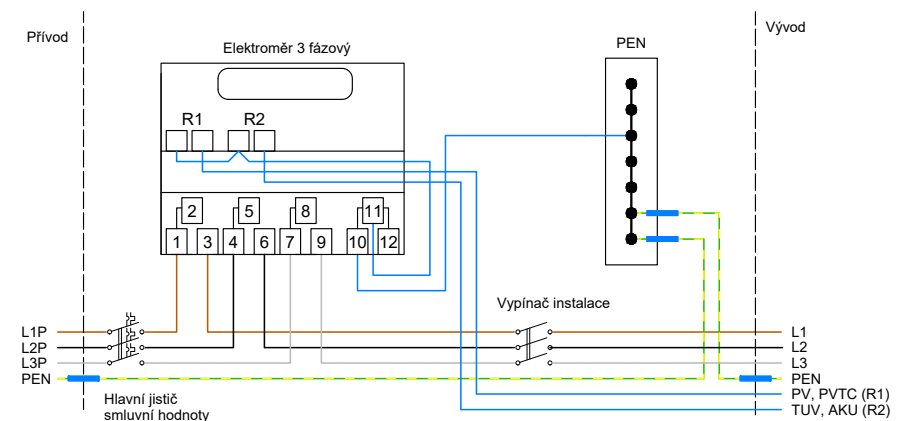 Přívod
Vývod
Elektroměr 3 fázový
PEN
R1 R2
2 5 8 11
1 3 4 6 7 9 10 12
Vypínač instalace
L1P
L2P
L3P
PEN
L1
L2
L3
PEN
PV, PVTC (R1)
TUV, AKU (R2)
Hlavní jistič
smluvní hodnoty